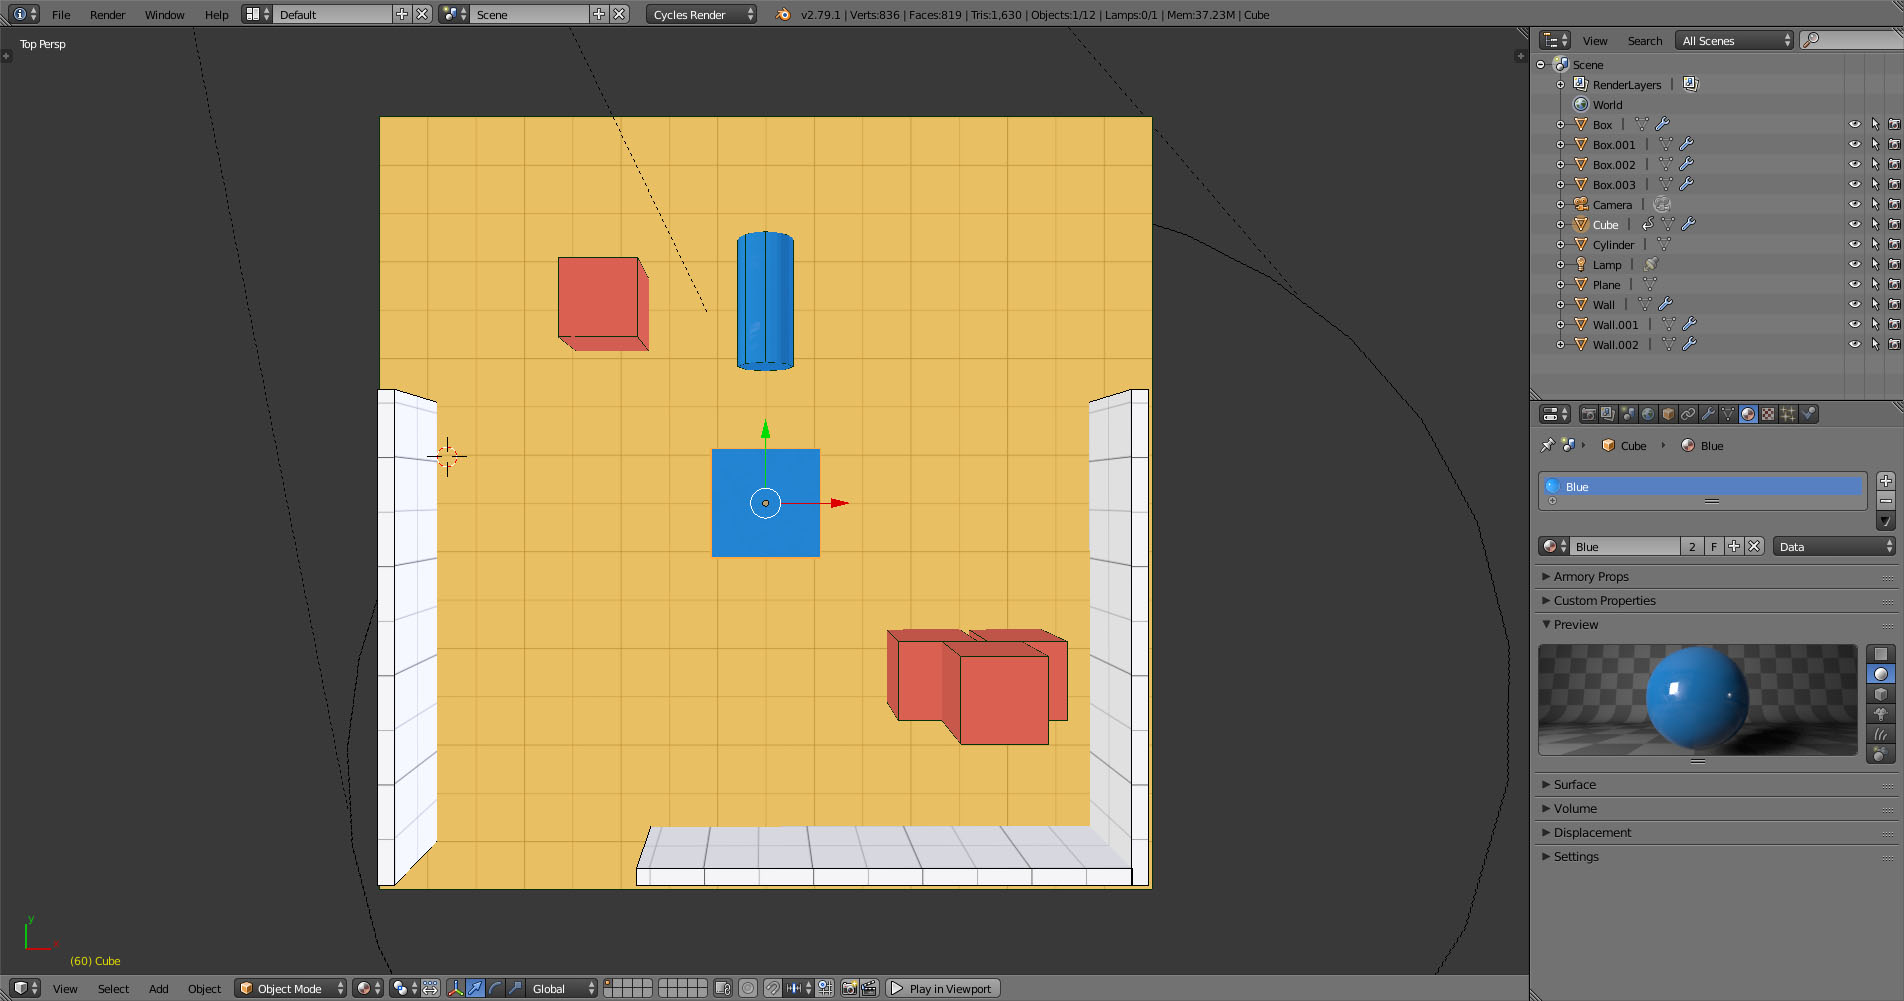 File Render Window Help Default Scene Cycles Render v2.79.1 | Verts:836 | Faces:819 | Tris:1,630 | Objects:1/12 | Lamps:0/1 | Mem:37.23M | Cube
Top Persp
View Search All Scenes
Scene
RenderLayers
World
Box
Box.001
Box.002
Box.003
Camera
Cube
Cylinder
Lamp
Plane
Wall
Wall.001
Wall.002
Cube Blue
Blue
Blue 2 F Data
Armory Props
Custom Properties
Preview
Surface
Volume
Displacement
Settings
y
x
(60) Cube
View Select Add Object Object Mode Global Play in Viewport